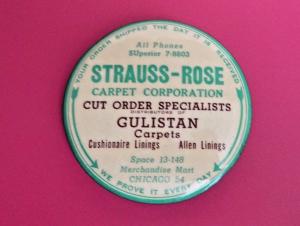 YOUR ORDER SHIPPED THE DAY IT IS RECEIVED
All Phones
SUperior 7-8803
STRAUSS-ROSE
CARPET CORPORATION
CUT ORDER SPECIALISTS
DISTRIBUTORS OF
GULISTAN
Carpets
Cushionaire Linings Allen Linings
Space 13-148
Merchandise Mart
CHICAGO 54
WE PROVE IT EVERY DAY